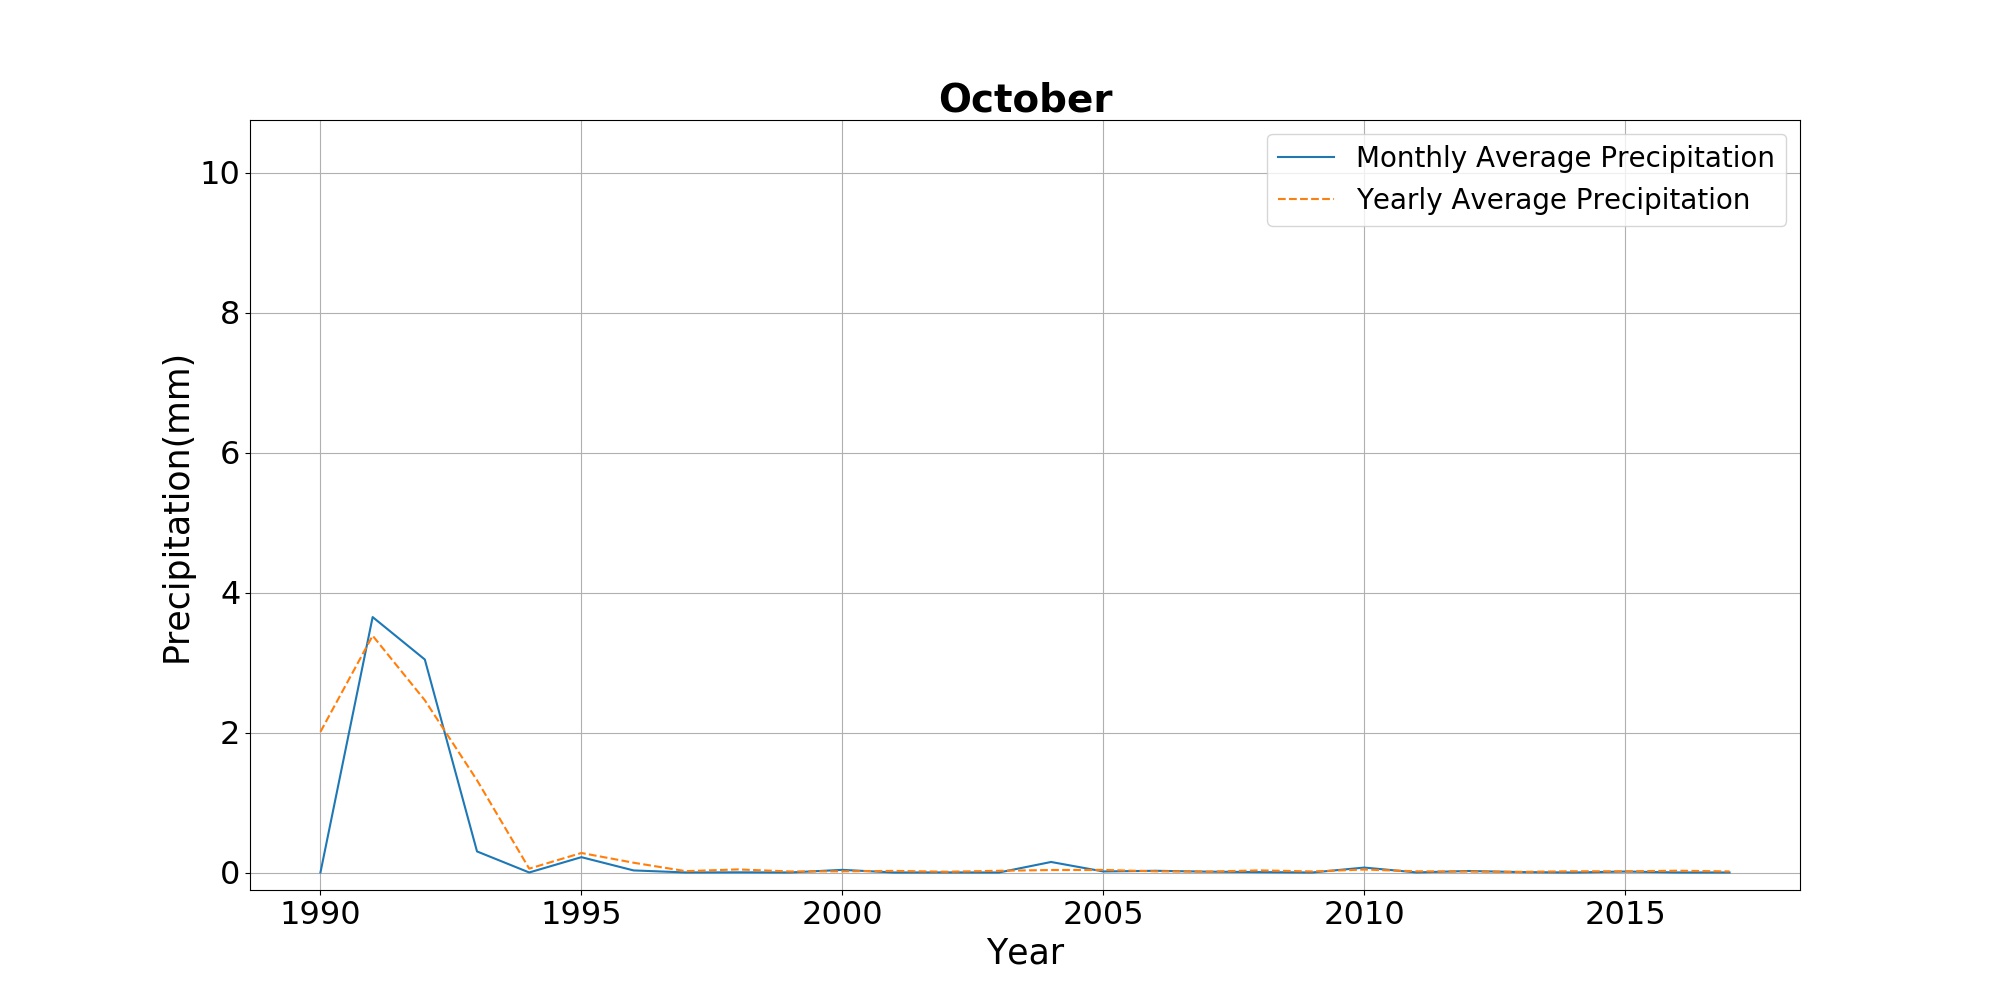 October
Monthly Average Precipitation
Yearly Average Precipitation
Precipitation(mm)
10
8
6
4
2
0
1990 1995 2000 2005 2010 2015
Year